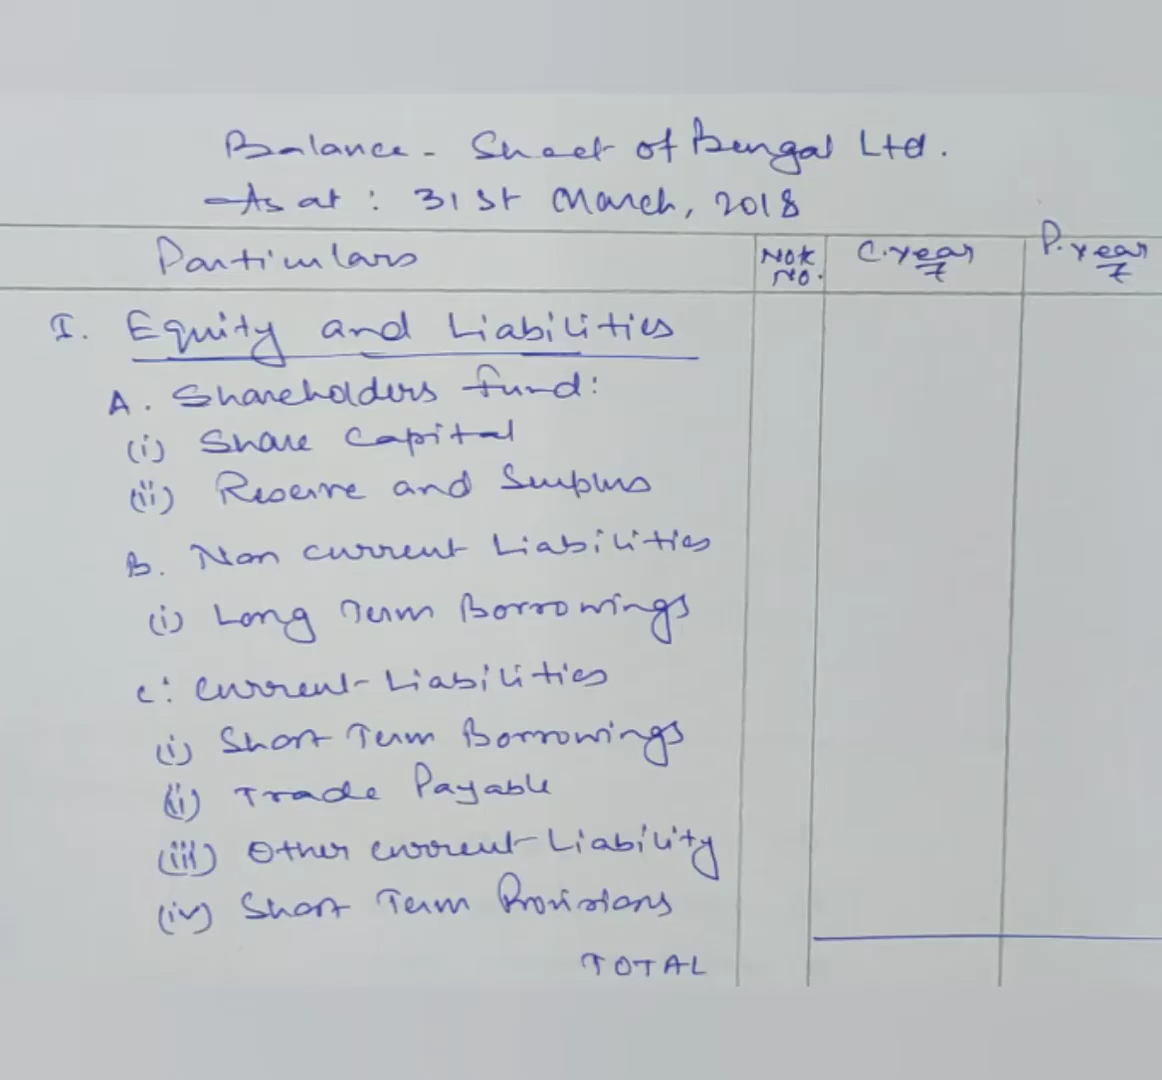 Balance - Sheet of Bengal Ltd.
As at : 31st March, 2018
Particulars Note No. C.year ₹ P.year ₹
I. Equity and Liabilities
A. Shareholders fund:
(i) Share Capital
(ii) Reserve and Surplus
B. Non current Liabilities
(i) Long Term Borrowings
C: Current Liabilities
(i) Short Term Borrowings
(ii) Trade Payable
(iii) Other current Liability
(iv) Short Term Provisions
TOTAL